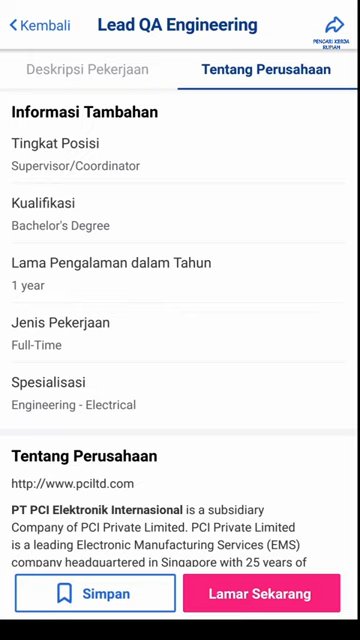 Kembali
Lead QA Engineering
PENCARI KERJA
RUPIAH
Deskripsi Pekerjaan
Tentang Perusahaan
Informasi Tambahan
Tingkat Posisi
Supervisor/Coordinator
Kualifikasi
Bachelor's Degree
Lama Pengalaman dalam Tahun
1 year
Jenis Pekerjaan
Full-Time
Spesialisasi
Engineering - Electrical
Tentang Perusahaan
http://www.pciltd.com
PT PCI Elektronik Internasional is a subsidiary
Company of PCI Private Limited. PCI Private Limited
is a leading Electronic Manufacturing Services (EMS)
company headquartered in Singapore with 25 years of
Simpan
Lamar Sekarang